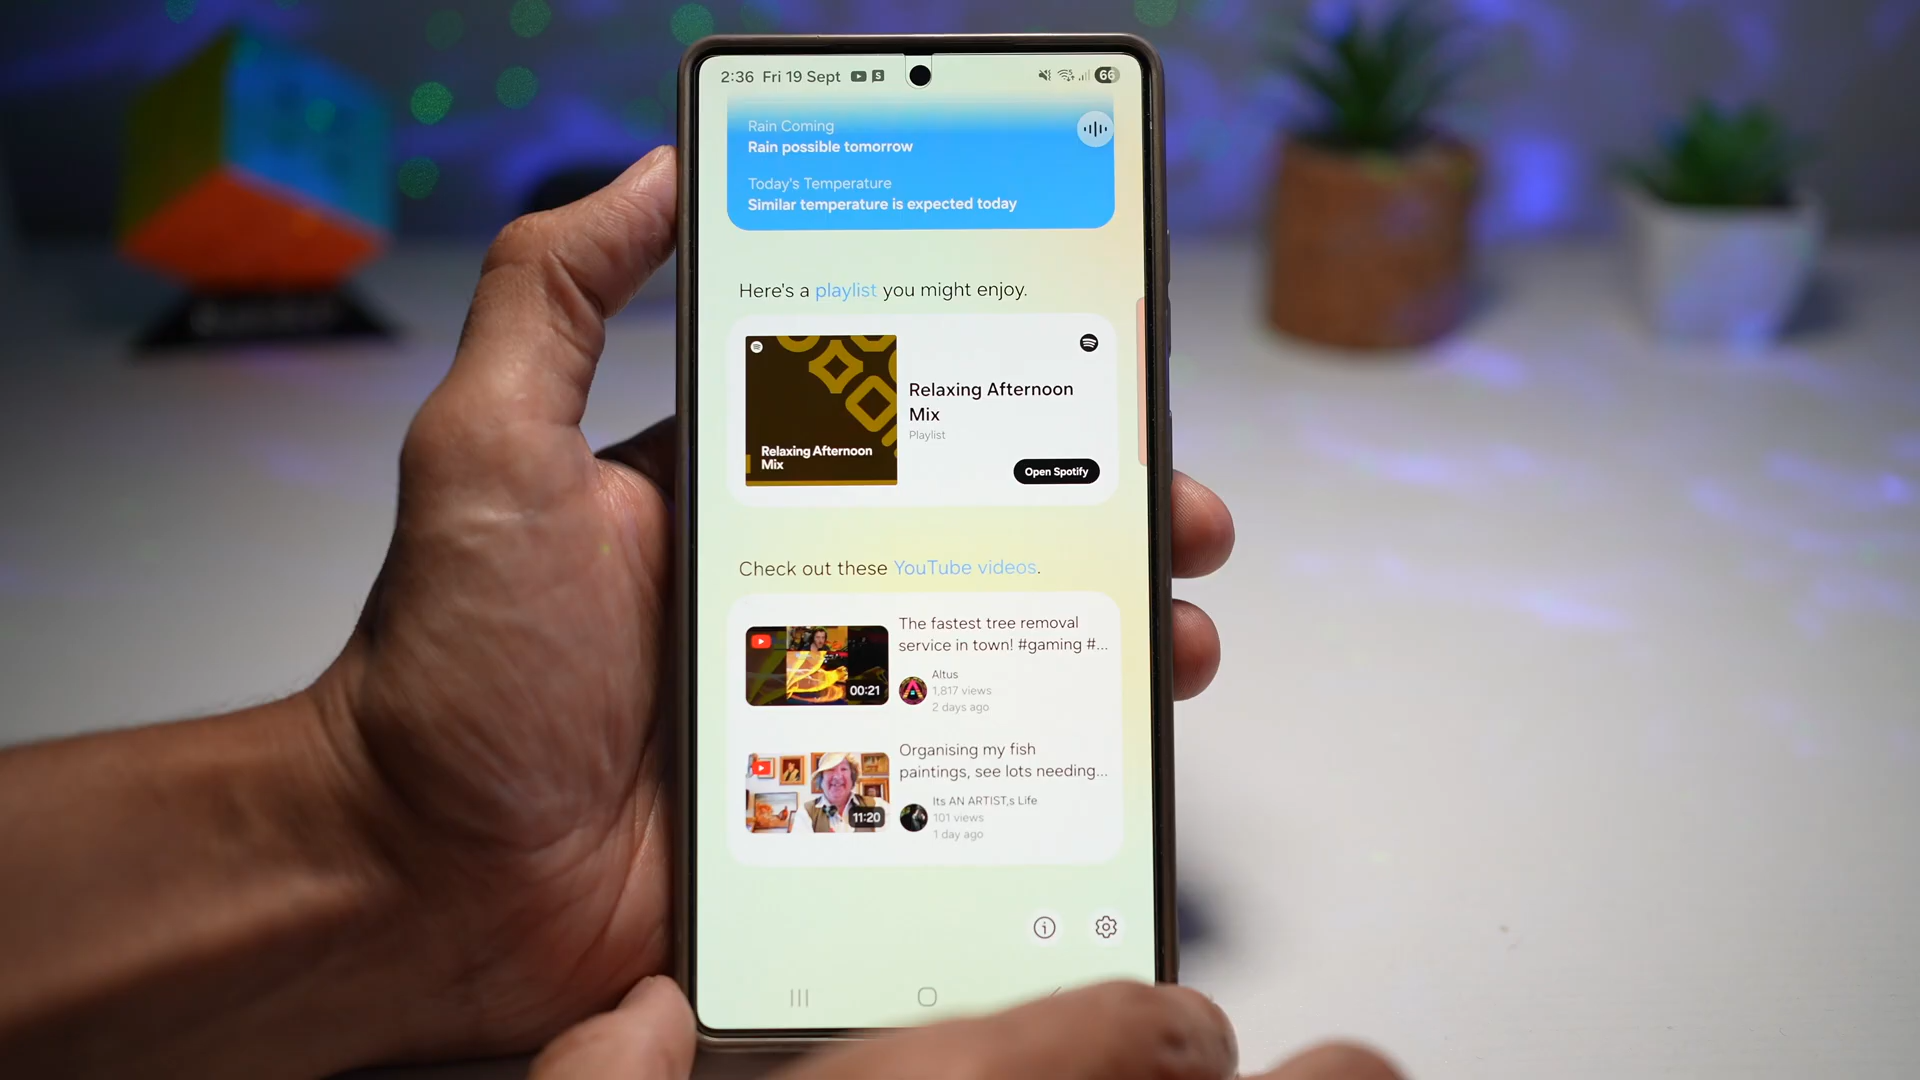 2:36 Fri 19 Sept
66
Rain Coming
Rain possible tomorrow
Today's Temperature
Similar temperature is expected today
Here's a playlist you might enjoy.
Relaxing Afternoon
Mix
Relaxing Afternoon
Mix
Playlist
Open Spotify
Check out these YouTube videos.
00:21
The fastest tree removal
service in town! #gaming #...
Altus
1,817 views
2 days ago
11:20
Organising my fish
paintings, see lots needing...
Its AN ARTIST,s Life
101 views
1 day ago